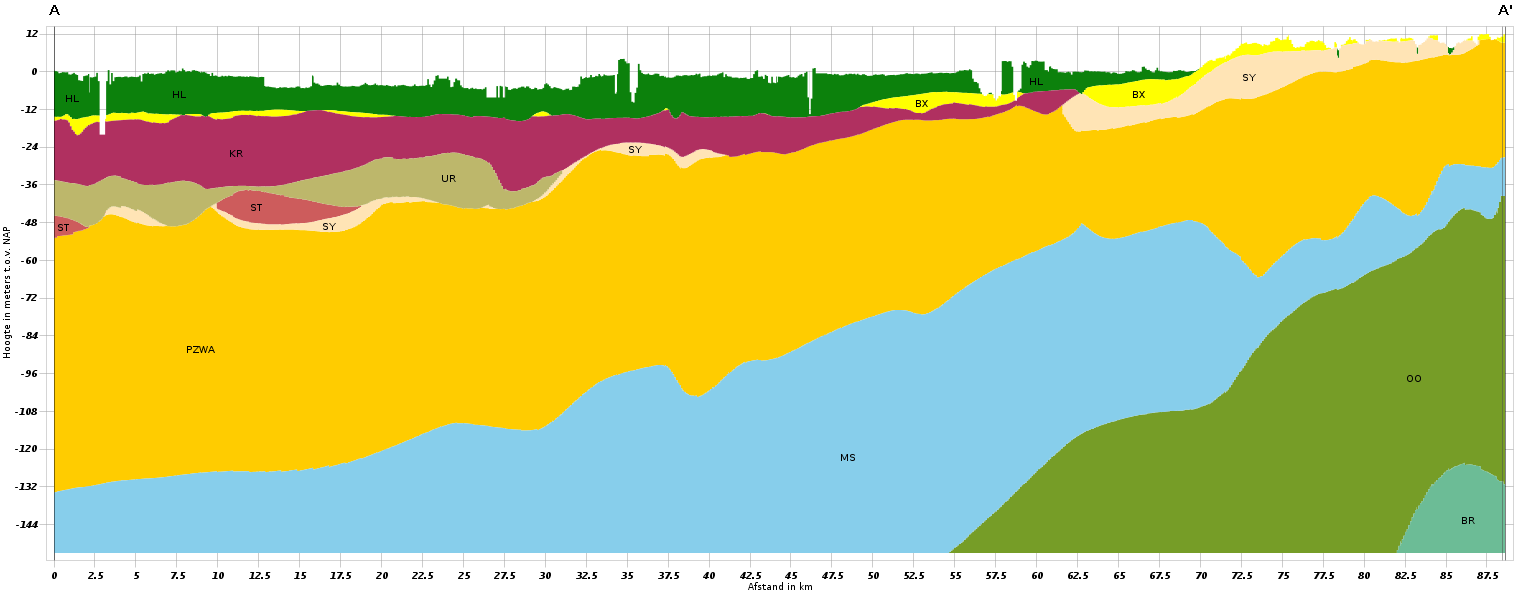 A A'
12
0
-12
-24
-36
-48
-60
-72
-84
-96
-108
-120
-132
-144
Hoogte in meters t.o.v. NAP
HL HL HL
BX BX
SY
KR
SY
UR
ST
ST
SY
PZWA
MS
OO
BR
0 2.5 5 7.5 10 12.5 15 17.5 20 22.5 25 27.5 30 32.5 35 37.5 40 42.5 45 47.5 50 52.5 55 57.5 60 62.5 65 67.5 70 72.5 75 77.5 80 82.5 85 87.5
Afstand in km